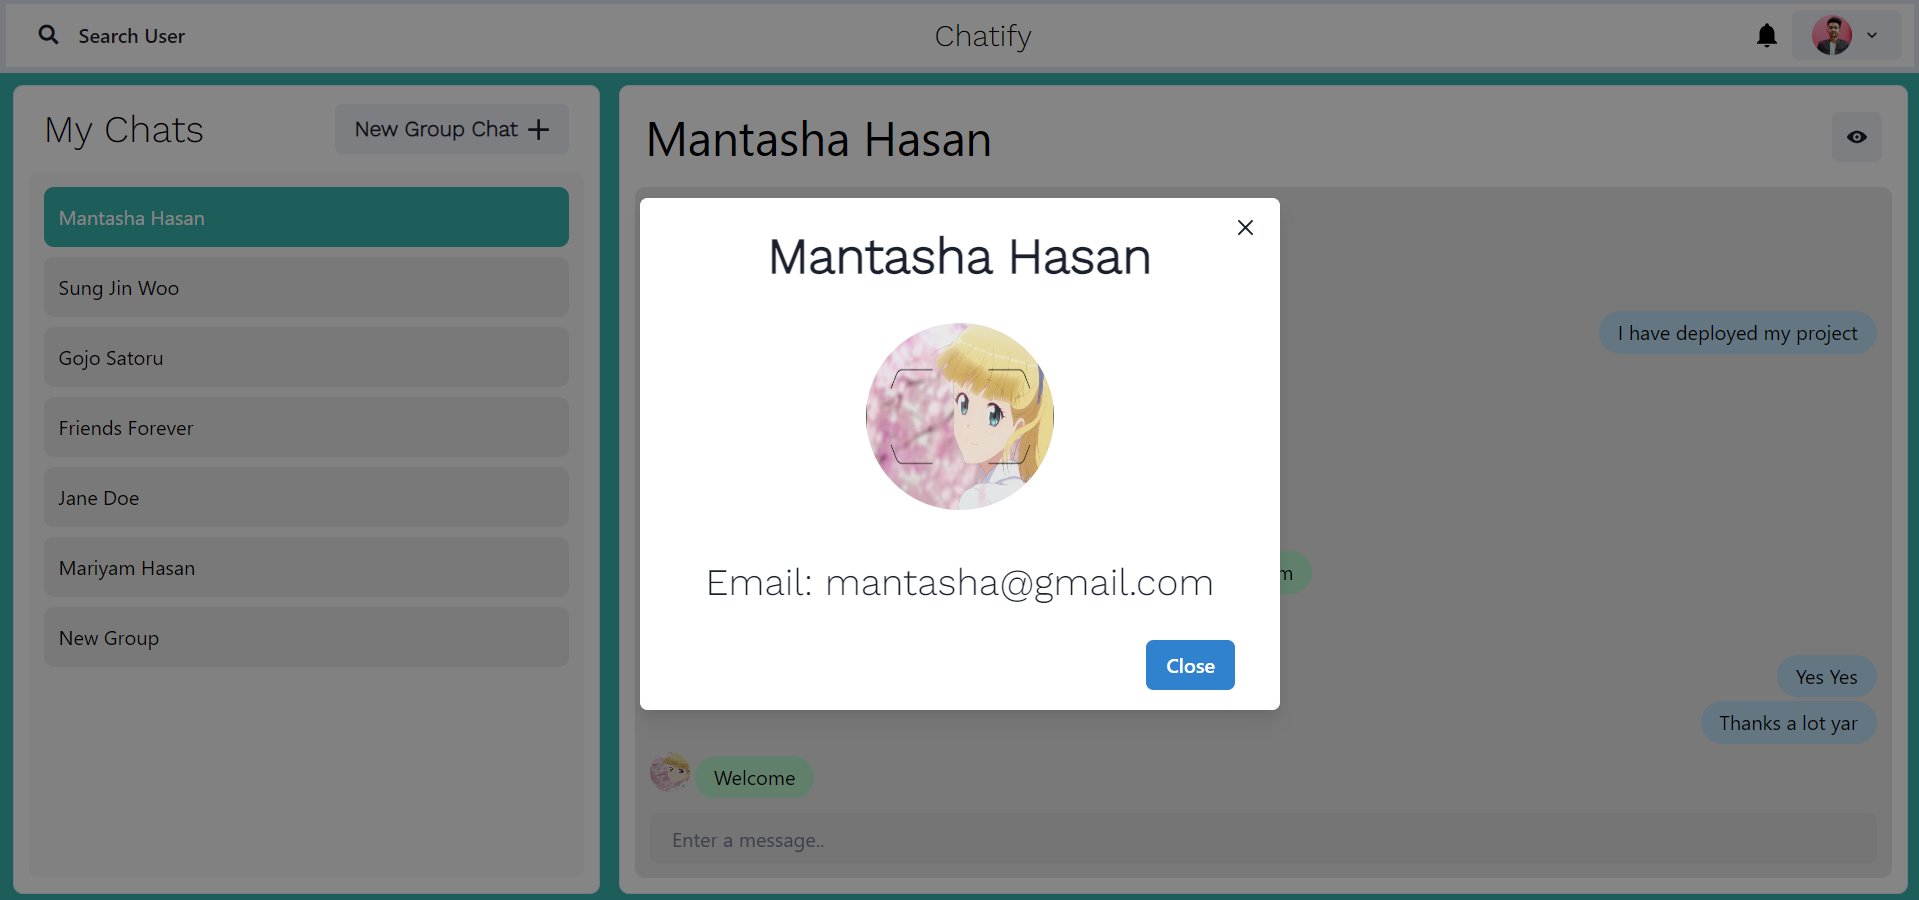 Search User
Chatify
My Chats
New Group Chat
Mantasha Hasan
Sung Jin Woo
Gojo Satoru
Friends Forever
Jane Doe
Mariyam Hasan
New Group
Mantasha Hasan
I have deployed my project
Yes Yes
Thanks a lot yar
Welcome
Enter a message..
Mantasha Hasan
Email: mantasha@gmail.com
Close